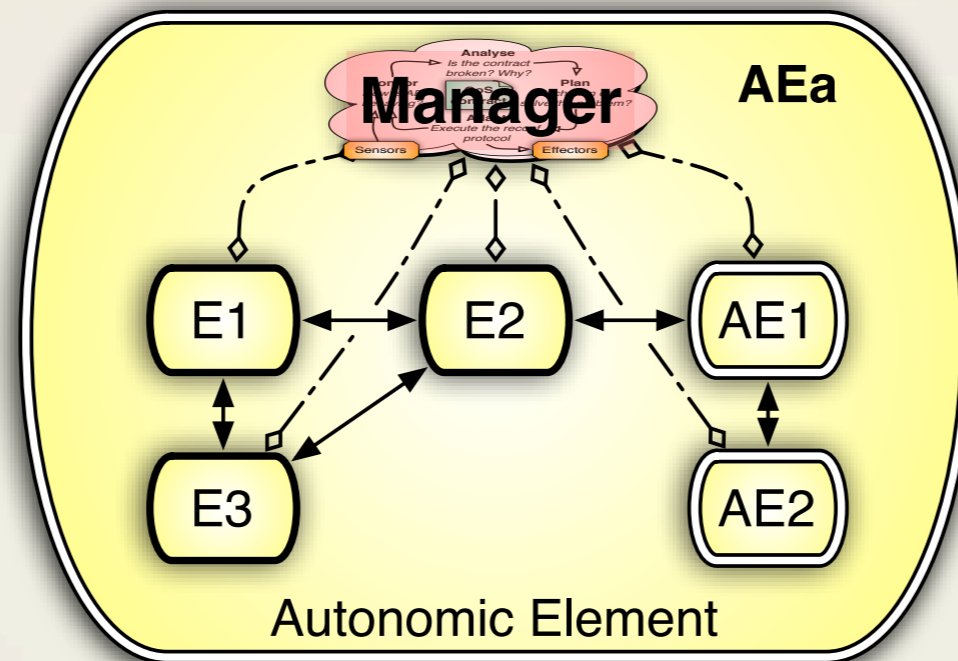 Analyse
Is the contract
broken? Why?
Plan
Manager
AEa
Execute the
protocol
Sensors
Effectors
E1
E2
AE1
E3
AE2
Autonomic Element